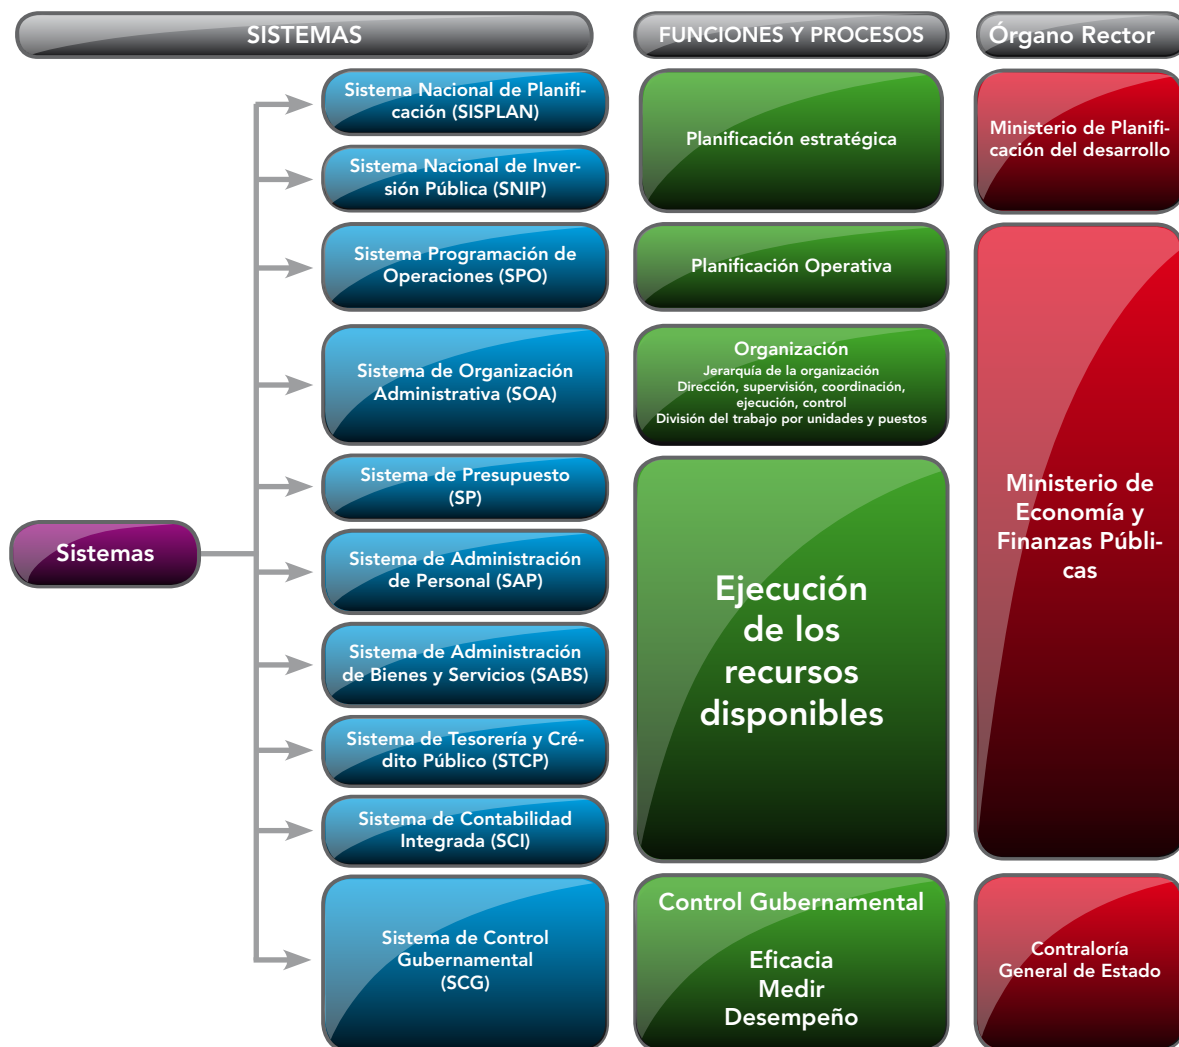 SISTEMAS
FUNCIONES Y PROCESOS
Órgano Rector
Sistema Nacional de Planifi-
cación (SISPLAN)
Planificación estratégica
Ministerio de Planifi-
cación del desarrollo
Sistema Nacional de Inver-
sión Pública (SNIP)
Sistema Programación de
Operaciones (SPO)
Planificación Operativa
Sistema de Organización
Administrativa (SOA)
Organización
Jerarquía de la organización
Dirección, supervisión, coordinación,
ejecución, control
División del trabajo por unidades y puestos
Sistema de Presupuesto
(SP)
Ministerio de
Economía y
Finanzas Públi-
cas
Sistemas
Sistema de Administración
de Personal (SAP)
Ejecución
de los
recursos
disponibles
Sistema de Administración
de Bienes y Servicios (SABS)
Sistema de Tesorería y Cré-
dito Público (STCP)
Sistema de Contabilidad
Integrada (SCI)
Sistema de Control
Gubernamental
(SCG)
Control Gubernamental
Eficacia
Medir
Desempeño
Contraloría
General de Estado